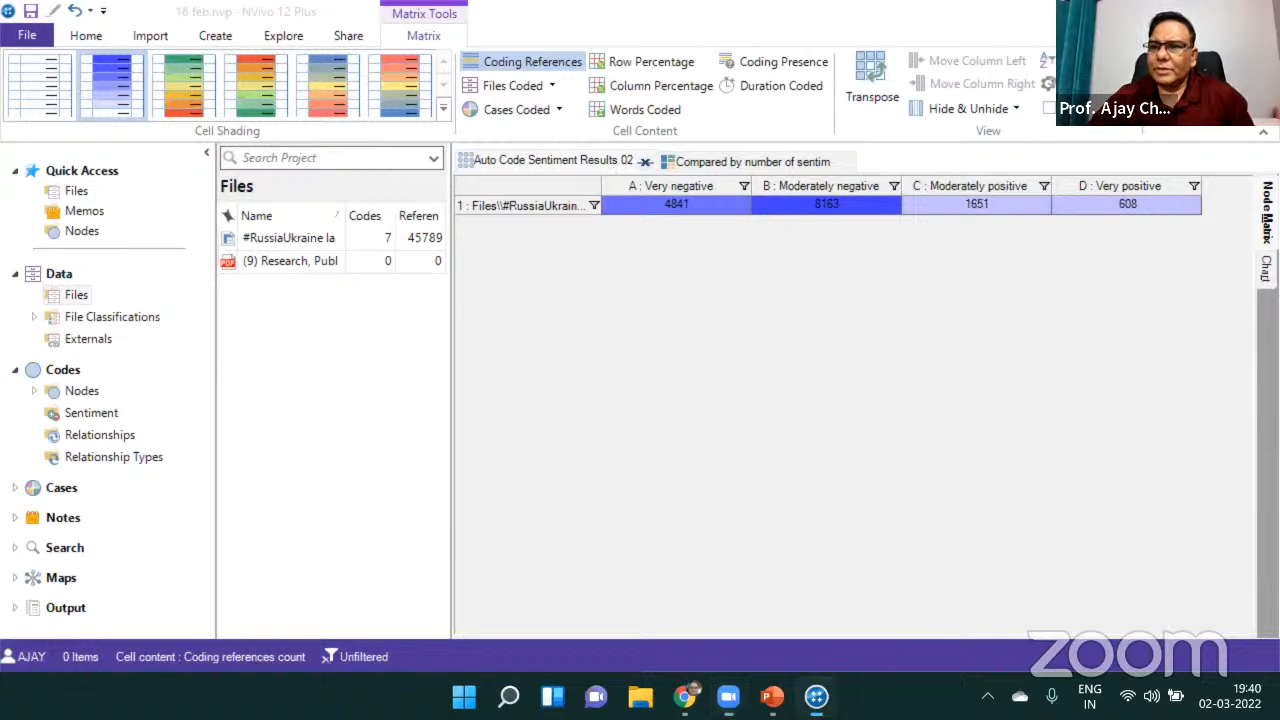 16 feb.nvp - NVivo 12 Plus
Matrix Tools
File Home Import Create Explore Share Matrix
Coding References
Files Coded
Cases Coded
Row Percentage
Column Percentage
Words Coded
Coding Presence
Duration Coded
Transpose
Move Column Left
Move Column Right
Hide & Unhide
Cell Shading
Cell Content
View
Prof. Ajay Ch...
Quick Access
Files
Memos
Nodes
Data
Files
File Classifications
Externals
Codes
Nodes
Sentiment
Relationships
Relationship Types
Cases
Notes
Search
Maps
Output
Search Project
Files
Name Codes Referen
#RussiaUkraine la 7 45789
PDF (9) Research, Publ 0 0
Auto Code Sentiment Results 02
Compared by number of sentim
A : Very negative B : Moderately negative C : Moderately positive D : Very positive
1 : Files\\#RussiaUkrain... 4841 8163 1651 608
Node Matrix
Chart
AJAY 0 Items Cell content : Coding references count Unfiltered
zoom
ENG
IN
19:40
02-03-2022